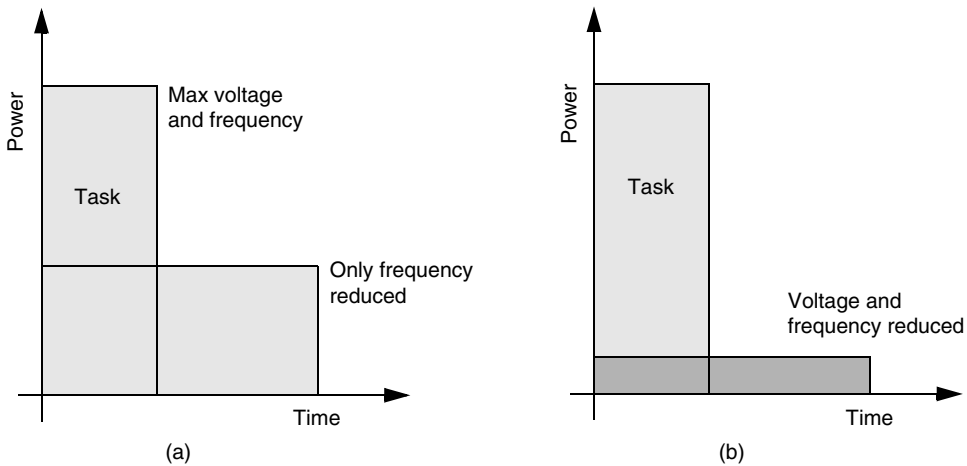 Power
Max voltage
and frequency
Task
Only frequency
reduced
Time
(a)
Power
Task
Voltage and
frequency reduced
Time
(b)